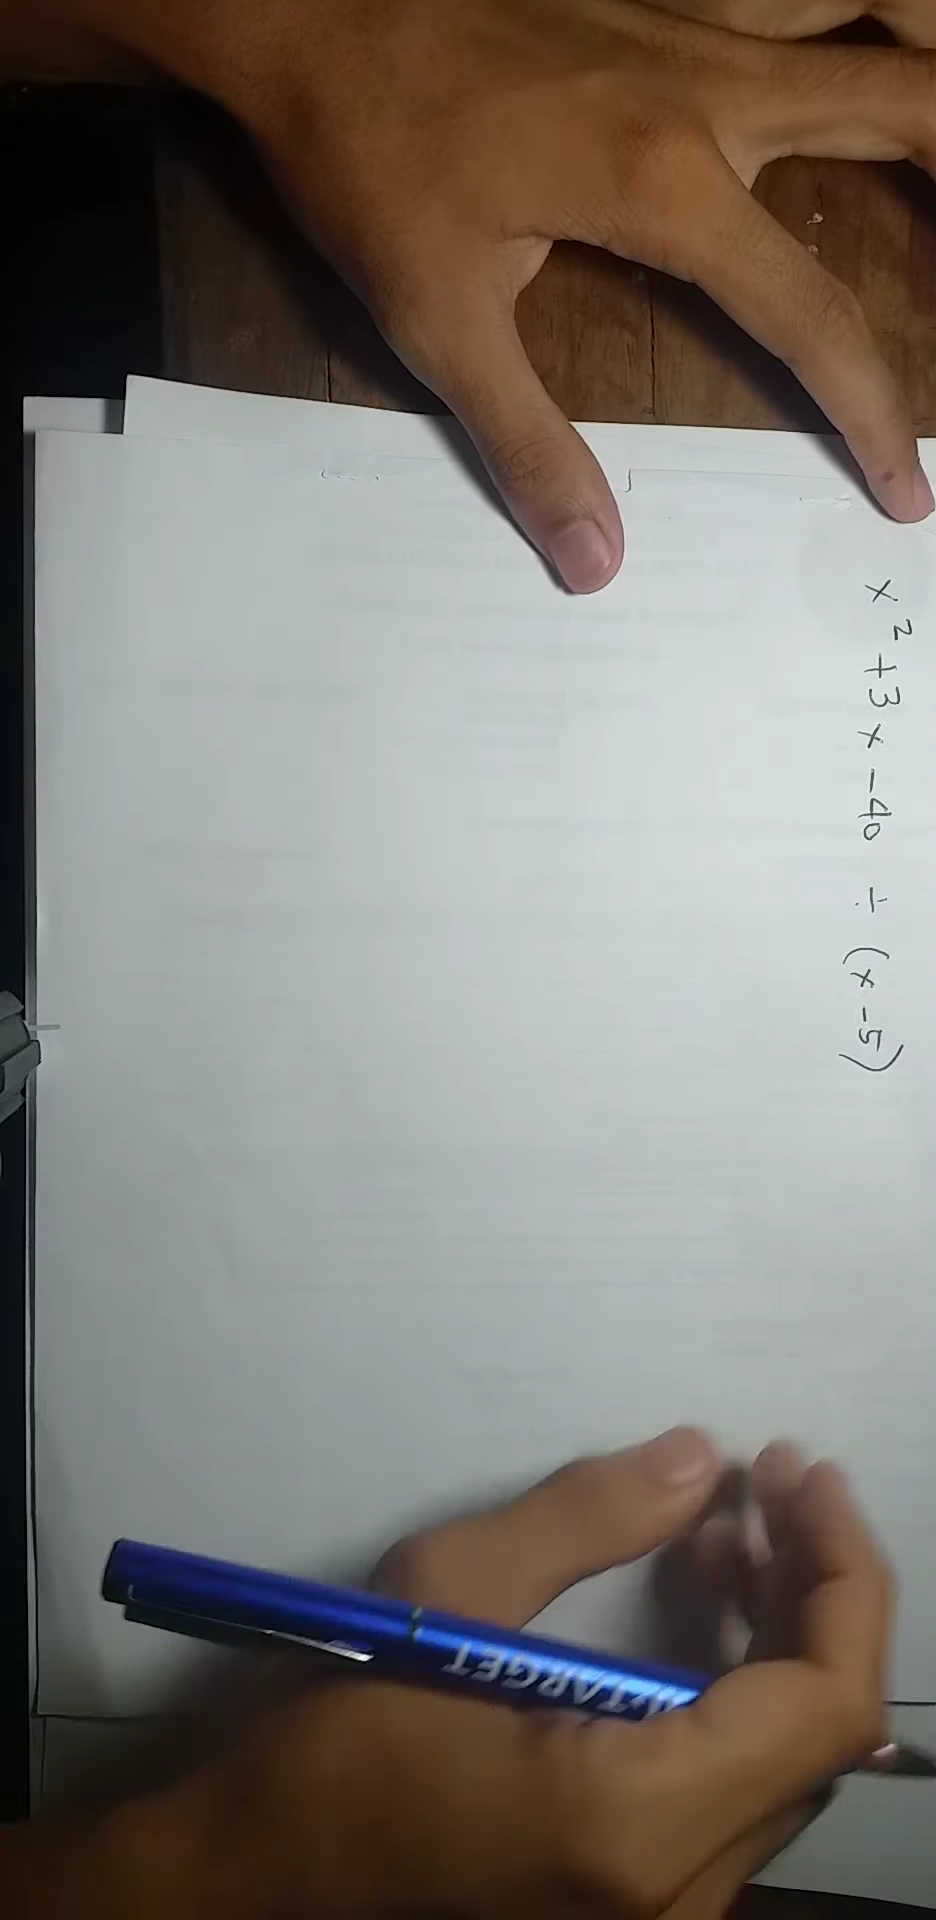 x² + 3x - 40 ÷ (x - 5)
TARGET